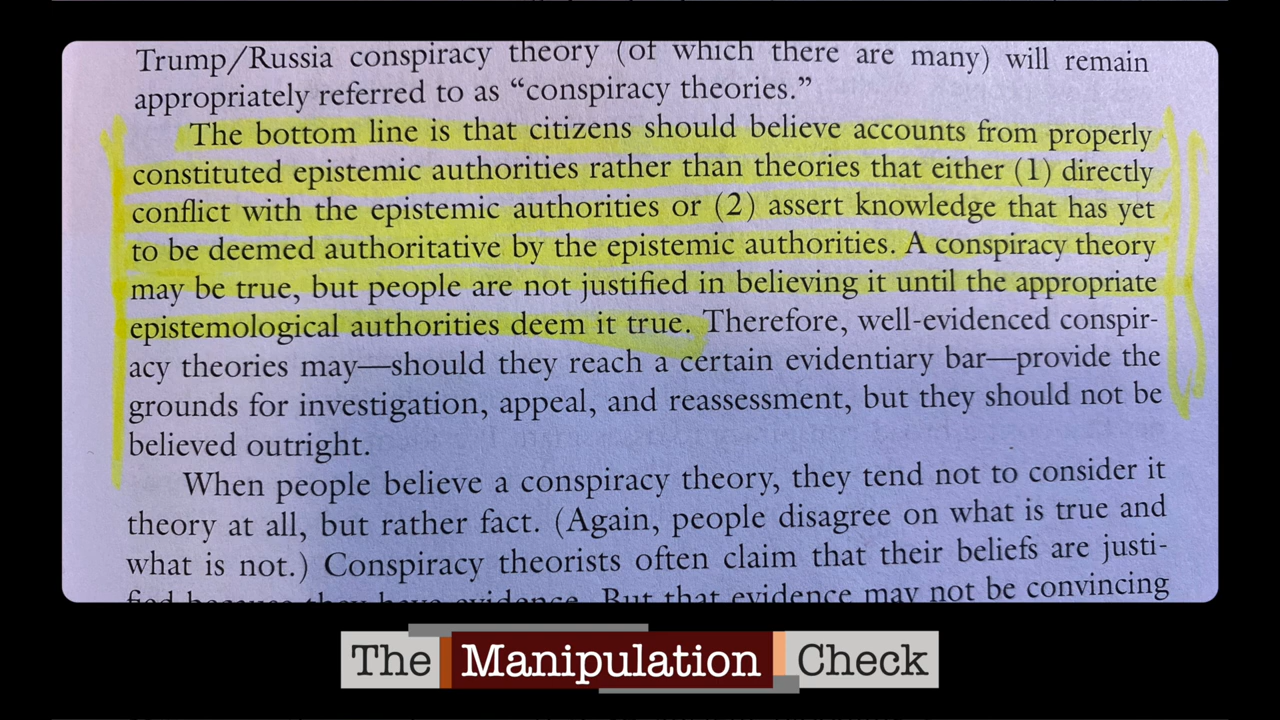 Trump/Russia conspiracy theory (of which there are many) will remain
appropriately referred to as “conspiracy theories.”
The bottom line is that citizens should believe accounts from properly
constituted epistemic authorities rather than theories that either (1) directly
conflict with the epistemic authorities or (2) assert knowledge that has yet
to be deemed authoritative by the epistemic authorities. A conspiracy theory
may be true, but people are not justified in believing it until the appropriate
epistemological authorities deem it true. Therefore, well-evidenced conspir-
acy theories may—should they reach a certain evidentiary bar—provide the
grounds for investigation, appeal, and reassessment, but they should not be
believed outright.
When people believe a conspiracy theory, they tend not to consider it
theory at all, but rather fact. (Again, people disagree on what is true and
what is not.) Conspiracy theorists often claim that their beliefs are justi-
fied because they have evidence. But that evidence may not be convincing
The Manipulation Check